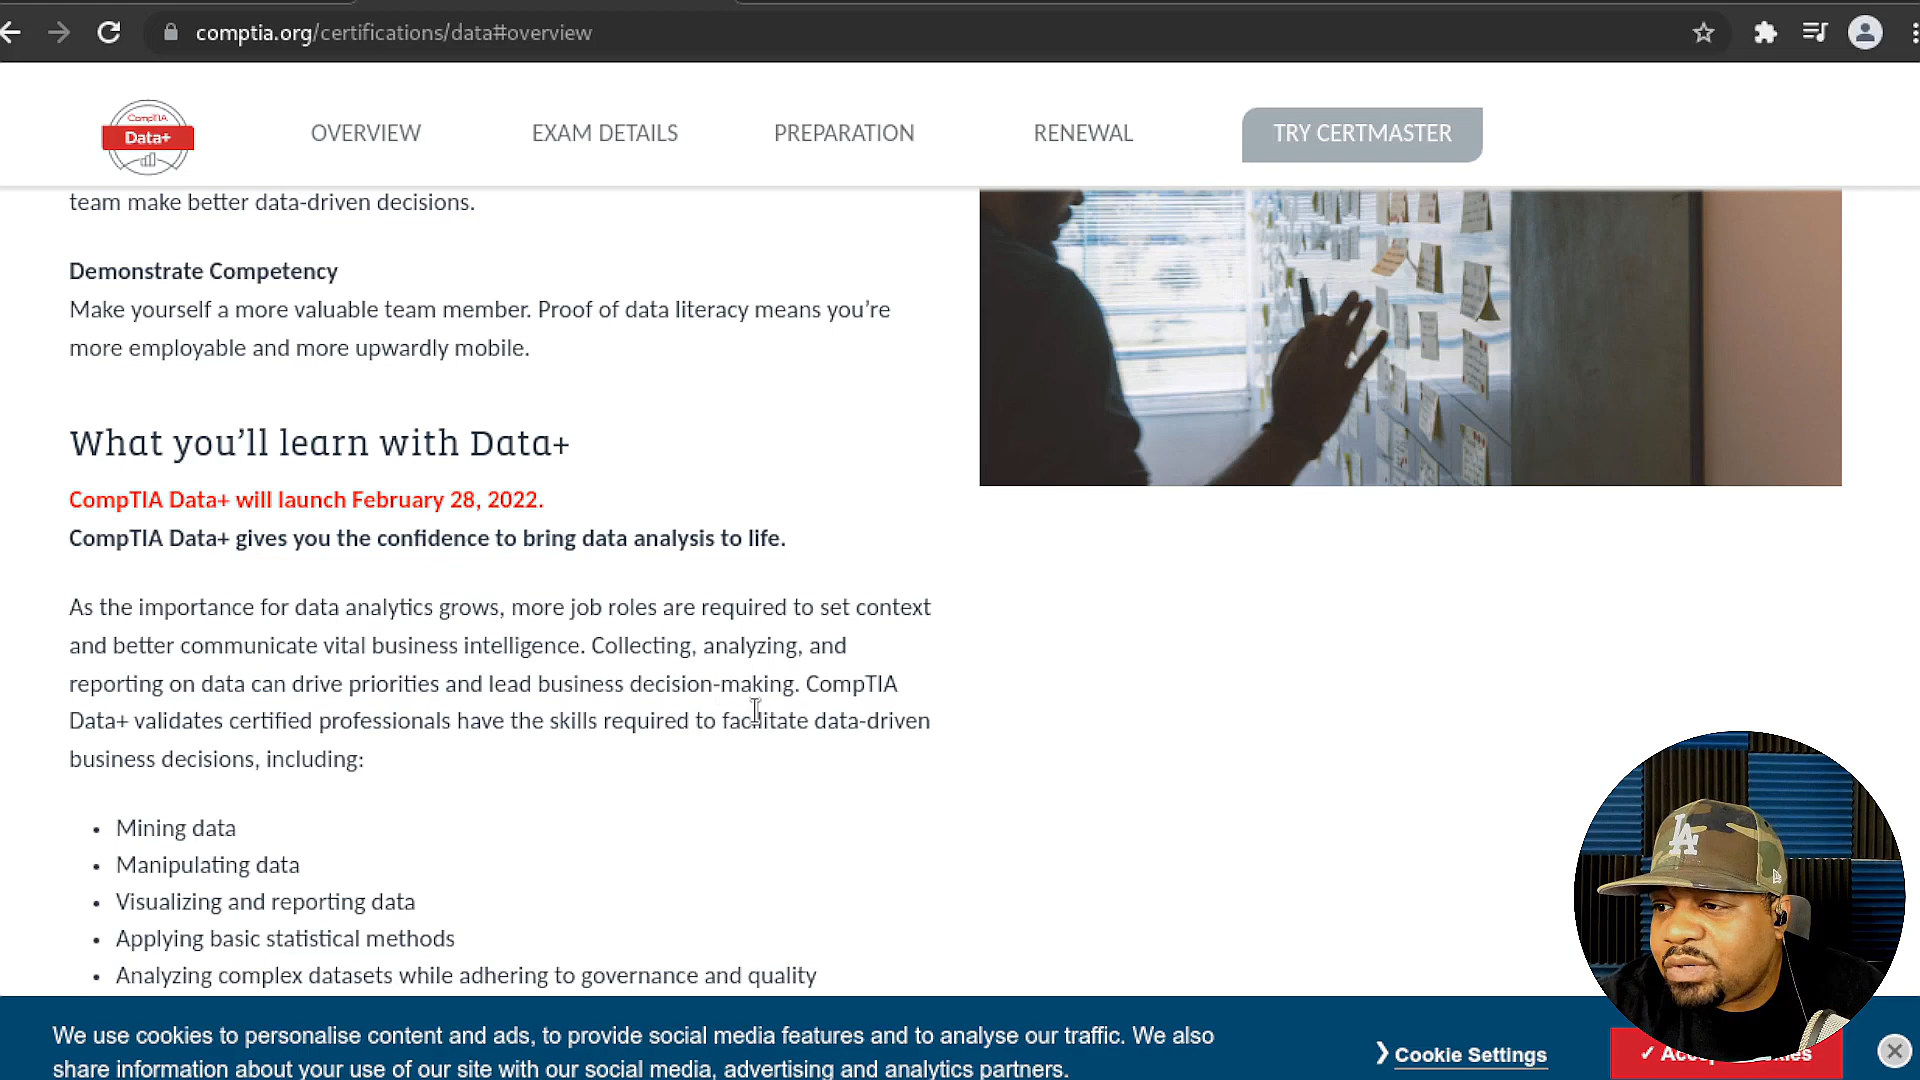 comptia.org/certifications/data#overview
CompTIA
Data+
OVERVIEW
EXAM DETAILS
PREPARATION
RENEWAL
TRY CERTMASTER
team make better data-driven decisions.
Demonstrate Competency
Make yourself a more valuable team member. Proof of data literacy means you’re
more employable and more upwardly mobile.
What you’ll learn with Data+
CompTIA Data+ will launch February 28, 2022.
CompTIA Data+ gives you the confidence to bring data analysis to life.
As the importance for data analytics grows, more job roles are required to set context
and better communicate vital business intelligence. Collecting, analyzing, and
reporting on data can drive priorities and lead business decision-making. CompTIA
Data+ validates certified professionals have the skills required to facilitate data-driven
business decisions, including:
• Mining data
• Manipulating data
• Visualizing and reporting data
• Applying basic statistical methods
• Analyzing complex datasets while adhering to governance and quality
LA
We use cookies to personalise content and ads, to provide social media features and to analyse our traffic. We also
share information about your use of our site with our social media, advertising and analytics partners.
❯ Cookie Settings